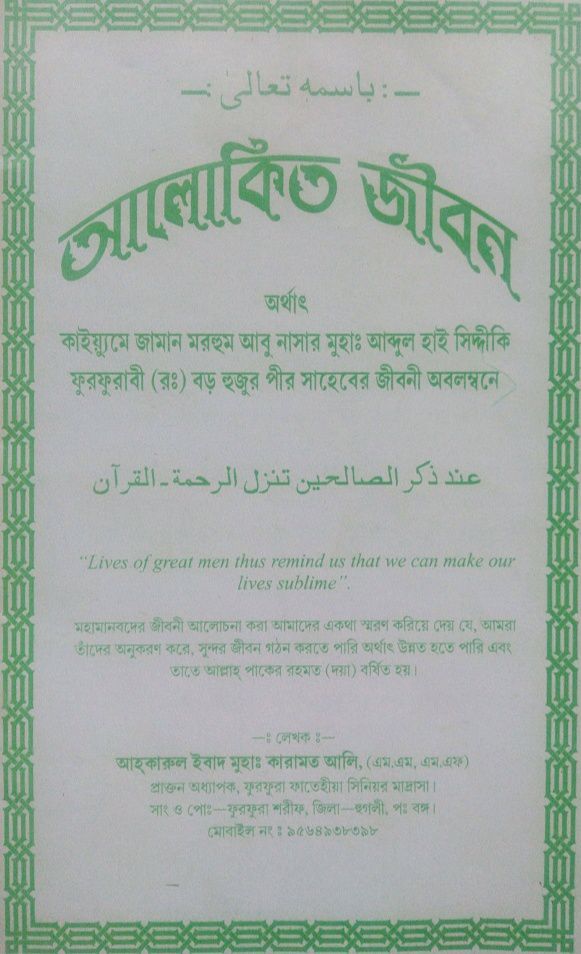 —: باسمه تعالىٰ :—
আলোকিত জীবন
অর্থাৎ
কাইয়্যুমে জামান মরহুম আবু নাসার মুহাঃ আব্দুল হাই সিদ্দীকি
ফুরফুরাবী (রঃ) বড় হুজুর পীর সাহেবের জীবনী অবলম্বনে
عند ذكر الصالحين تنزل الرحمة ـ القرآن
“Lives of great men thus remind us that we can make our
lives sublime”.
মহামানবদের জীবনী আলোচনা করা আমাদের একথা স্মরণ করিয়ে দেয় যে, আমরা
তাঁদের অনুকরণ করে, সুন্দর জীবন গঠন করতে পারি অর্থাৎ উন্নত হতে পারি এবং
তাতে আল্লাহ্ পাকের রহমত (দয়া) বর্ষিত হয়।
—ঃ লেখক ঃ—
আহ্কারুল ইবাদ মুহাঃ কারামত আলি, (এম.এম, এম.এফ)
প্রাক্তন অধ্যাপক, ফুরফুরা ফাতেহীয়া সিনিয়র মাদ্রাসা।
সাং ও পোঃ—ফুরফুরা শরীফ, জিলা—হুগলী, পঃ বঙ্গ।
মোবাইল নং ঃ ৯৫৬৪৯৩৮৩৯৮